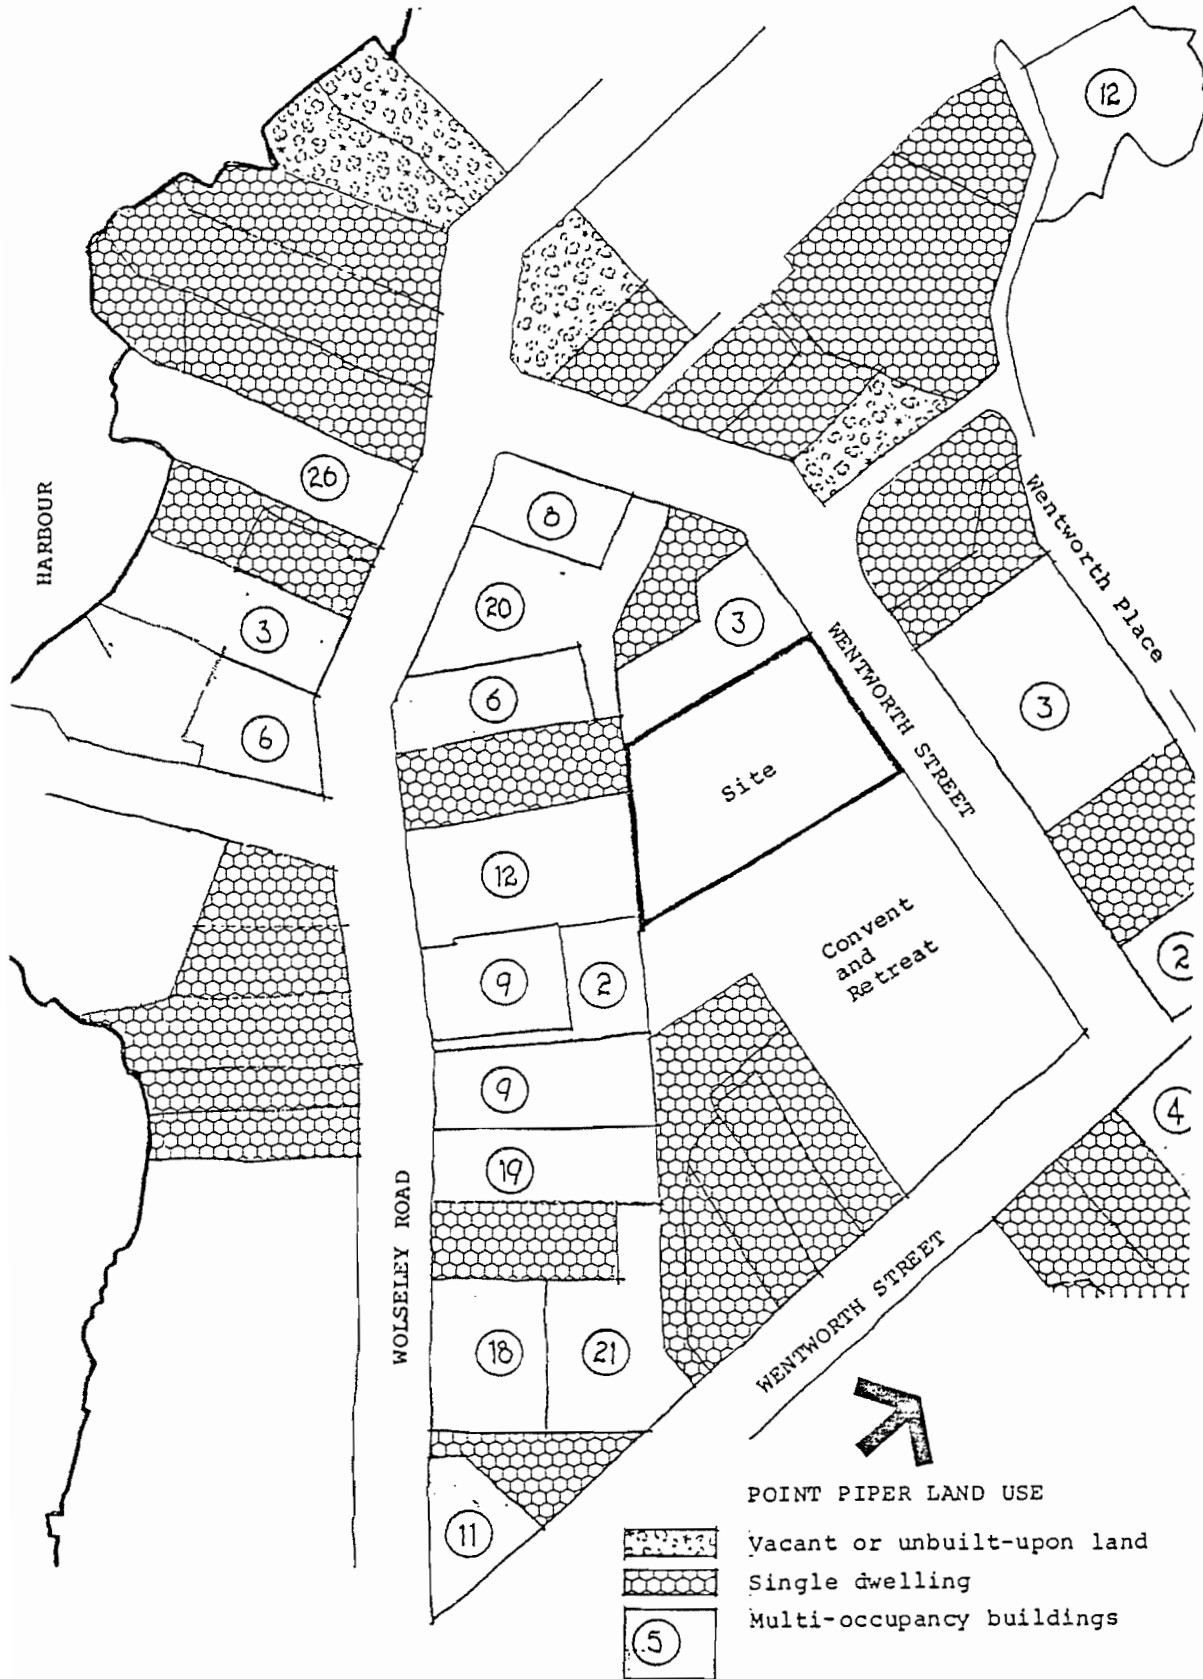 12
26
HARBOUR
8
20
3
3
6
6
Wentworth Place
WENTWORTH STREET
3
Site
12
Convent
and
Retreat
9
2
2
9
4
19
WOLSELEY ROAD
WENTWORTH STREET
18
21
11
POINT PIPER LAND USE
Vacant or unbuilt-upon land
Single dwelling
5
Multi-occupancy buildings